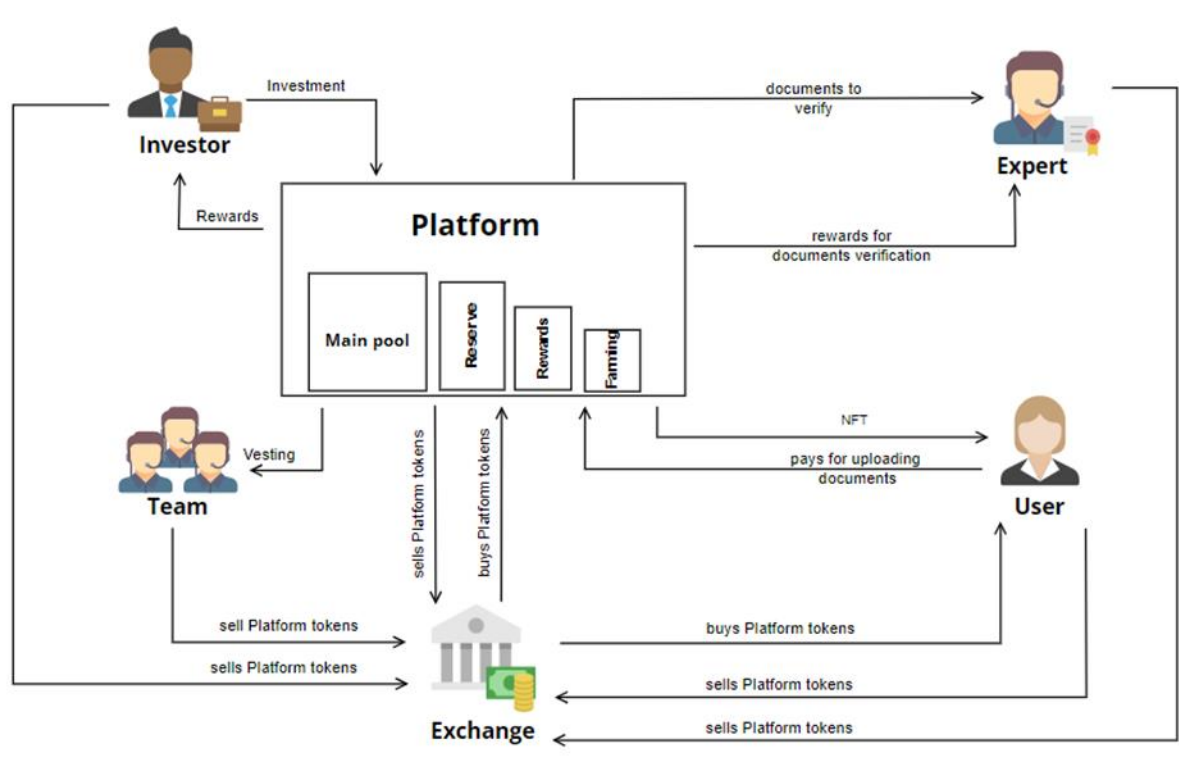 Investment
documents to
verify
Investor
Expert
Rewards
Platform
rewards for
documents verification
Main pool
Reserve
Rewards
Farming
NFT
Vesting
pays for uploading
documents
Team
User
sells Platform tokens
buys Platform tokens
sell Platform tokens
buys Platform tokens
sells Platform tokens
sells Platform tokens
Exchange
sells Platform tokens